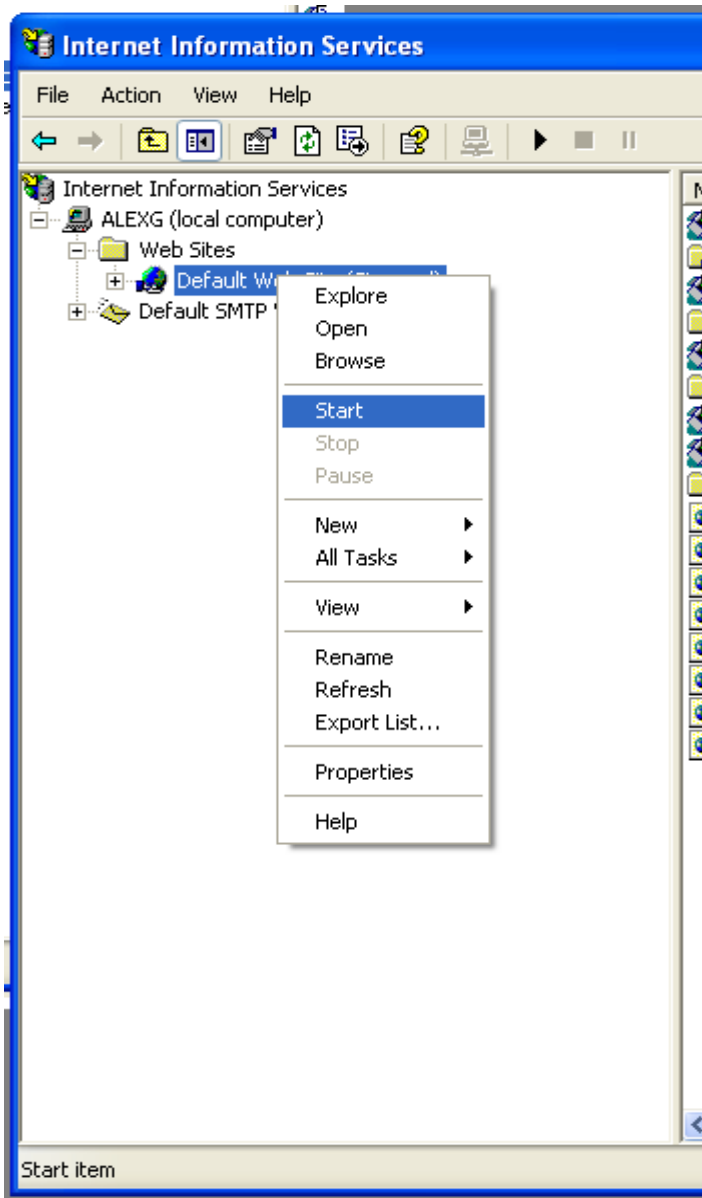 Internet Information Services
File Action View Help
Internet Information Services
ALEXG (local computer)
Web Sites
Default
Default SMTP
Explore
Open
Browse
Start
Stop
Pause
New
All Tasks
View
Rename
Refresh
Export List...
Properties
Help
Start item